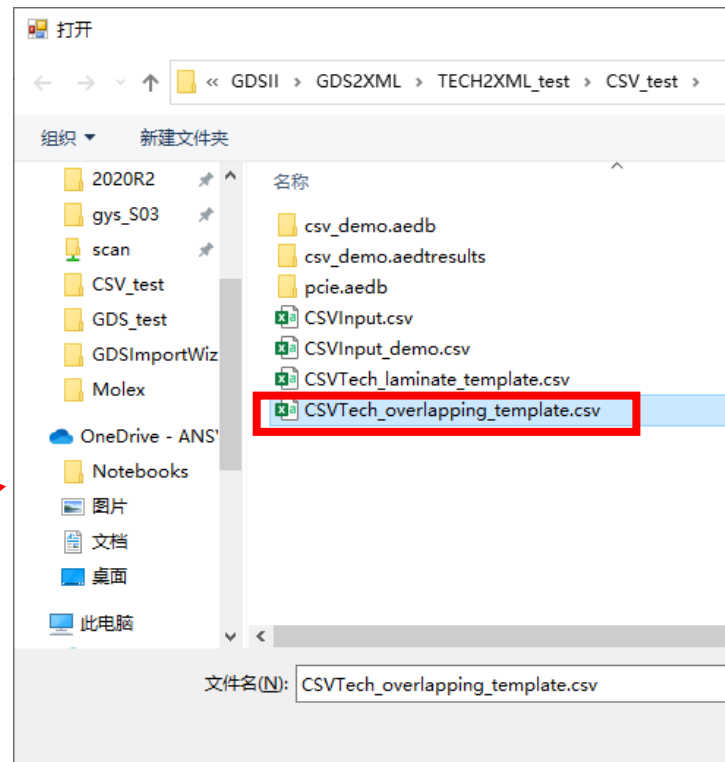 打开
« GDSII › GDS2XML › TECH2XML_test › CSV_test ›
组织 新建文件夹
2020R2
gys_S03
scan
CSV_test
GDS_test
GDSImportWiz
Molex
OneDrive - ANS
Notebooks
图片
文档
桌面
此电脑
名称
csv_demo.aedb
csv_demo.aedtresults
pcie.aedb
CSVInput.csv
CSVInput_demo.csv
CSVTech_laminate_template.csv
CSVTech_overlapping_template.csv
文件名(N): CSVTech_overlapping_template.csv